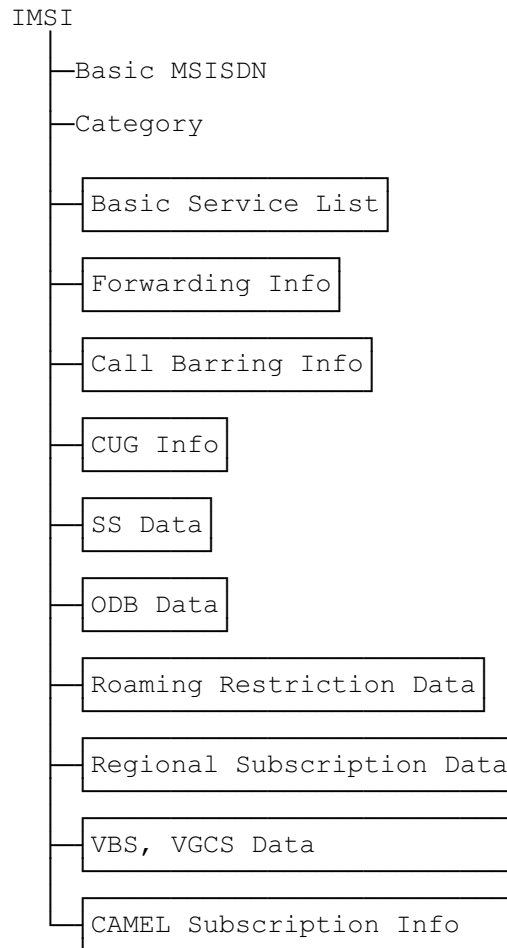 IMSI
Basic MSISDN
Category
Basic Service List
Forwarding Info
Call Barring Info
CUG Info
SS Data
ODB Data
Roaming Restriction Data
Regional Subscription Data
VBS, VGCS Data
CAMEL Subscription Info